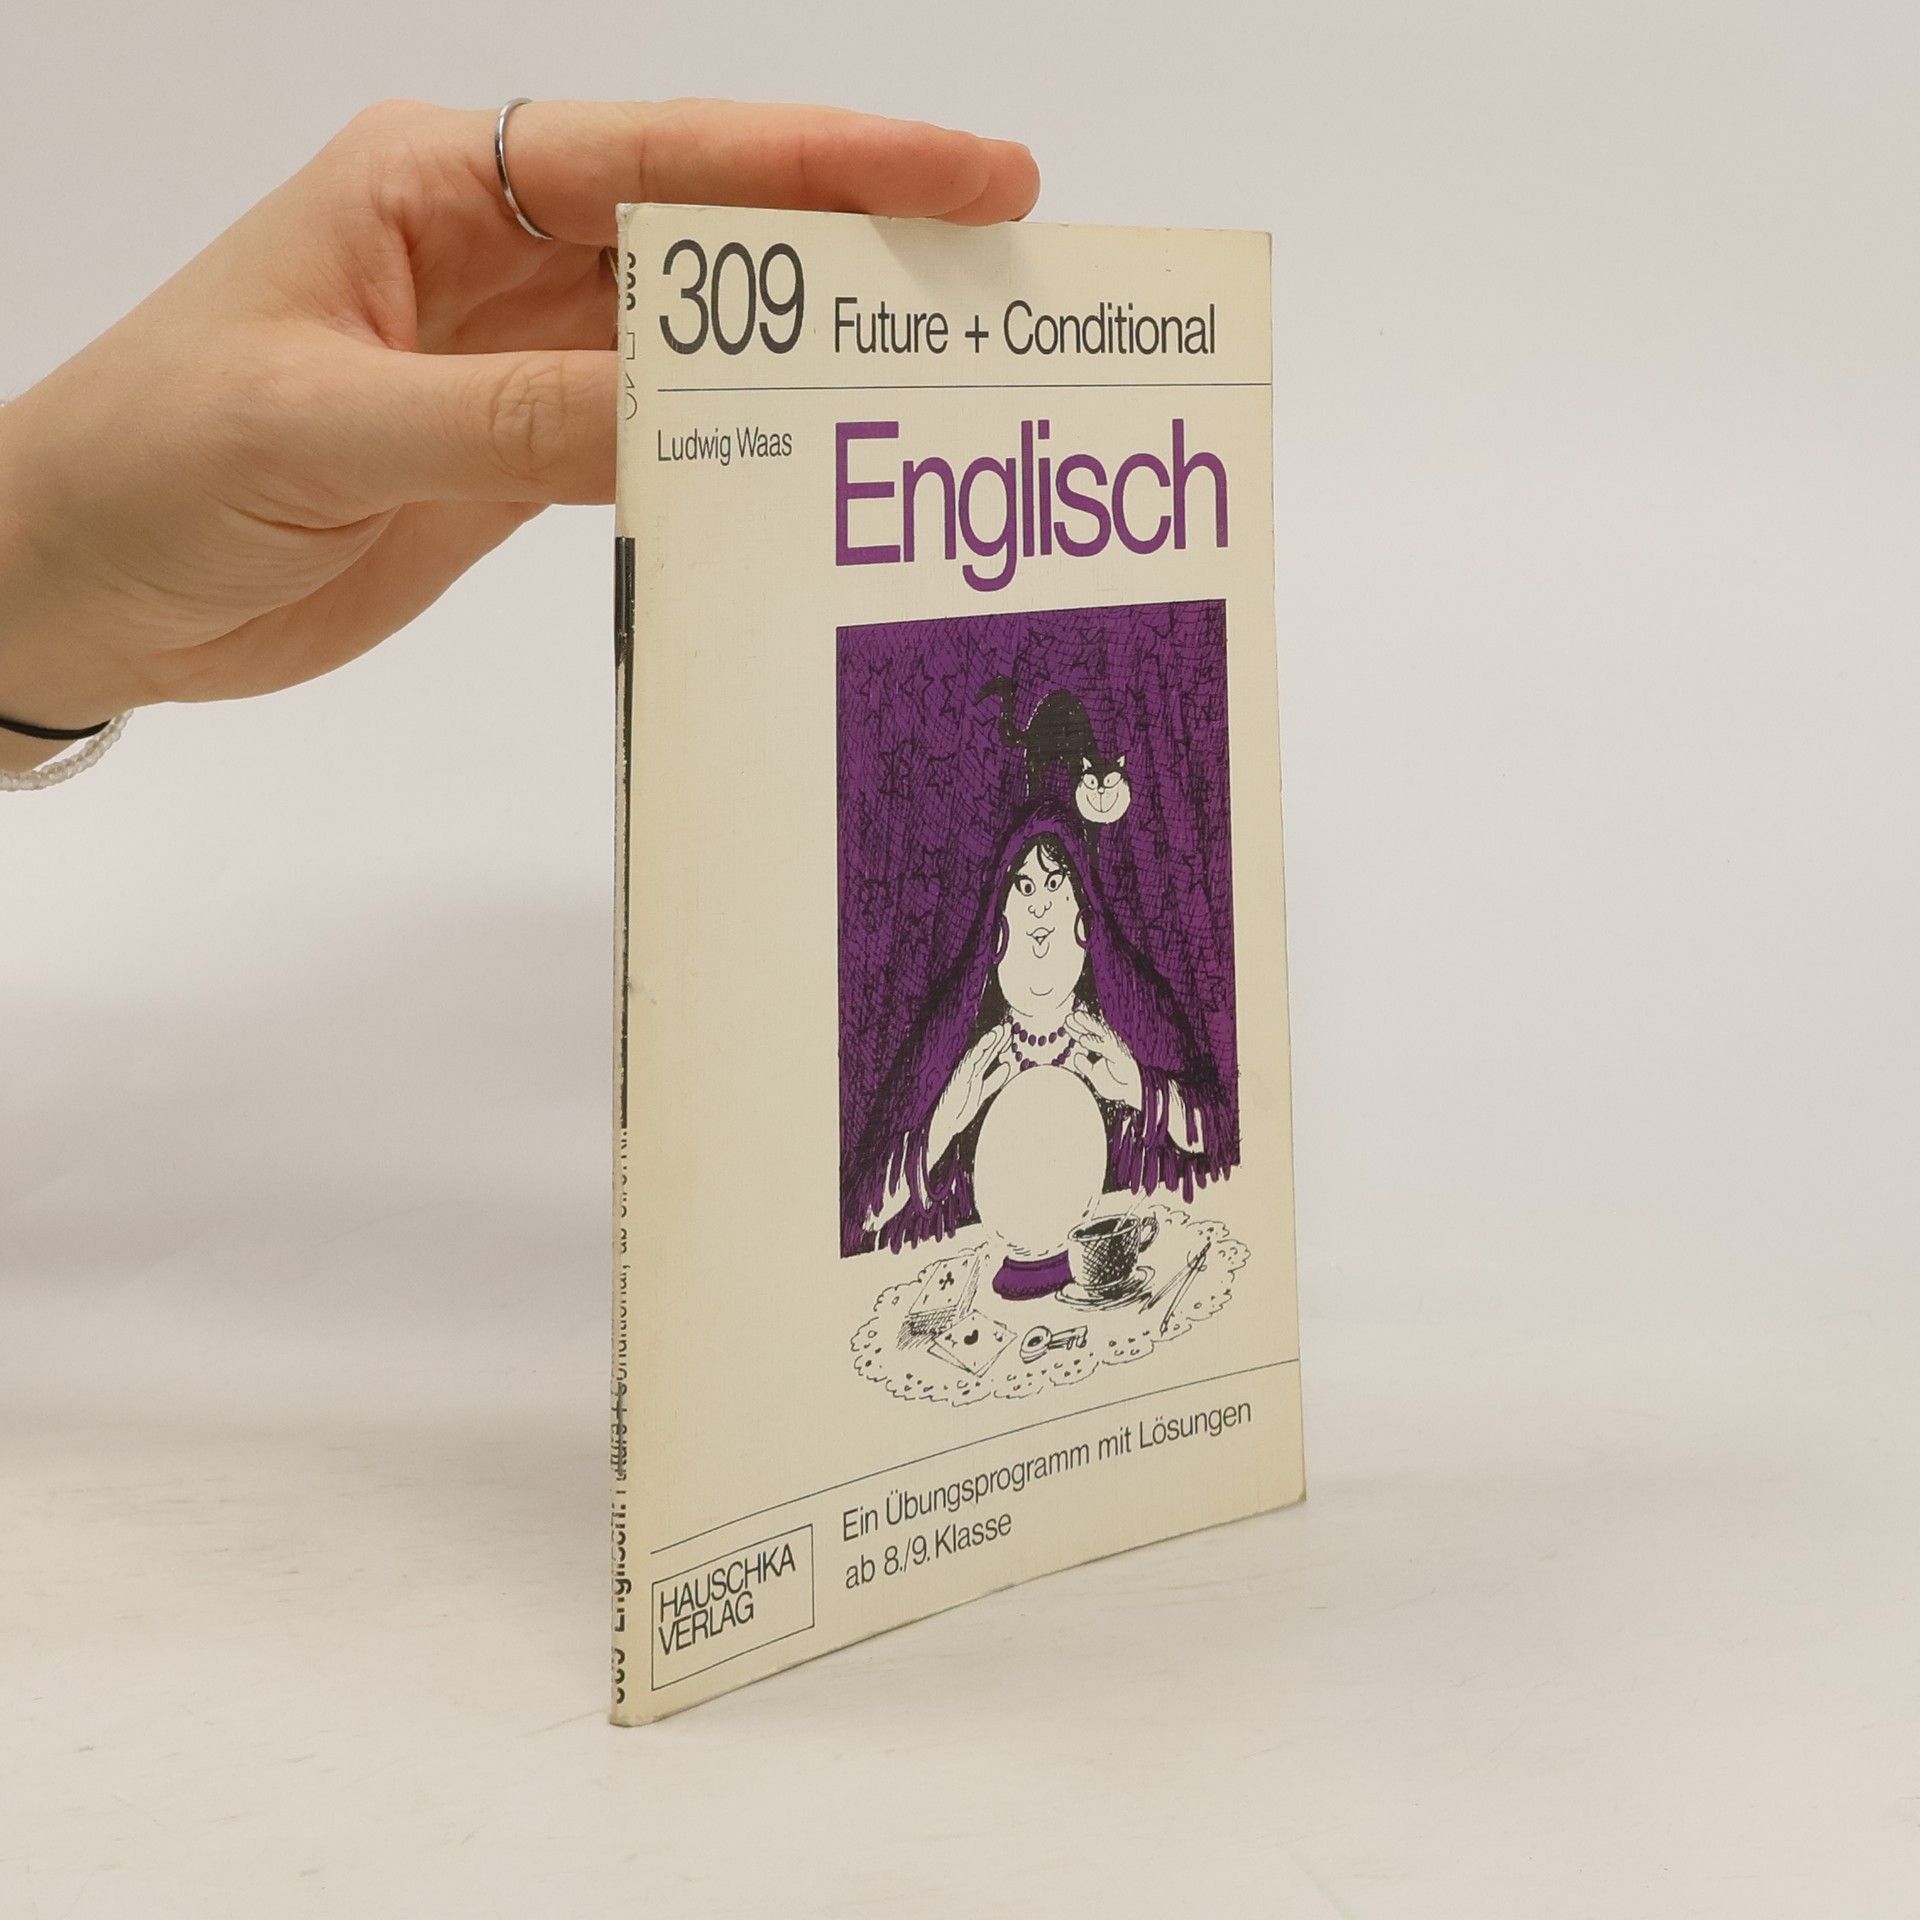 309 Future + Conditional
Ludwig Waas
Englisch
Ein Übungsprogramm mit Lösungen
ab 8./9. Klasse
HAUSCHKA
VERLAG